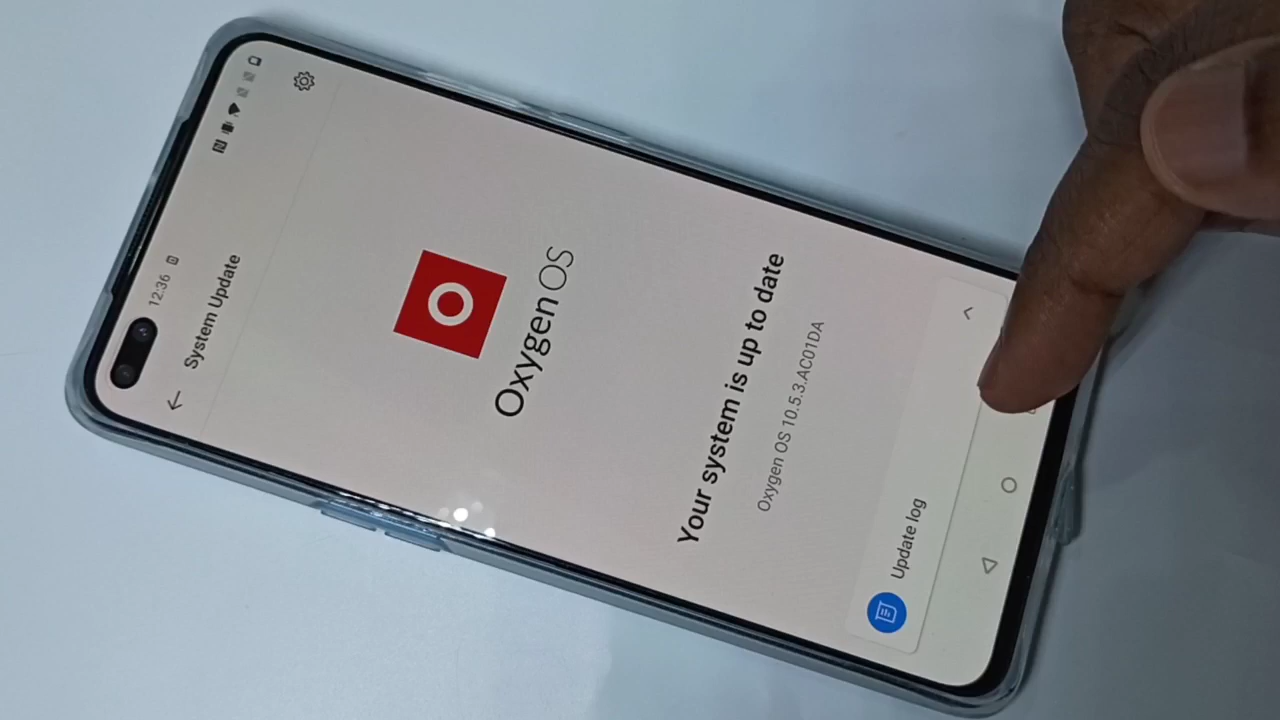 12:36
System Update
Oxygen OS
Your system is up to date
Oxygen OS 10.5.3.AC01DA
Update log